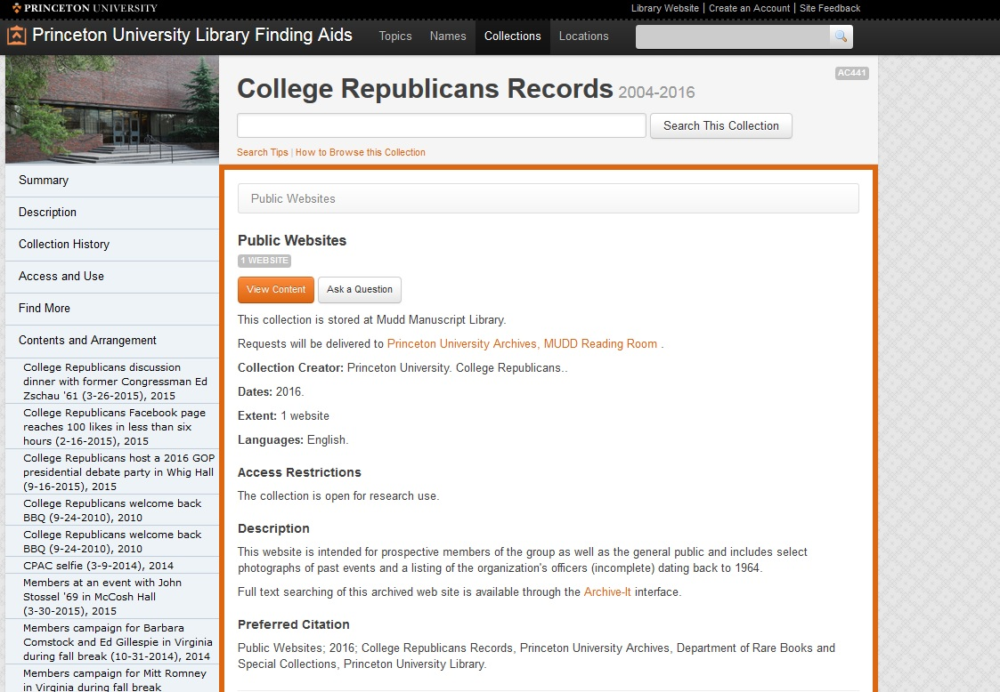 PRINCETON UNIVERSITY
Library Website | Create an Account | Site Feedback
Princeton University Library Finding Aids
Topics Names Collections Locations
AC441
College Republicans Records 2004-2016
Search This Collection
Search Tips | How to Browse this Collection
Summary
Description
Collection History
Access and Use
Find More
Contents and Arrangement
College Republicans discussion
dinner with former Congressman Ed
Zschau '61 (3-26-2015), 2015
College Republicans Facebook page
reaches 100 likes in less than six
hours (2-16-2015), 2015
College Republicans host a 2016 GOP
presidential debate party in Whig Hall
(9-16-2015), 2015
College Republicans welcome back
BBQ (9-24-2010), 2010
College Republicans welcome back
BBQ (9-24-2010), 2010
CPAC selfie (3-9-2014), 2014
Members at an event with John
Stossel '69 in McCosh Hall
(3-30-2015), 2015
Members campaign for Barbara
Comstock and Ed Gillespie in Virginia
during fall break (10-31-2014), 2014
Members campaign for Mitt Romney
in Virginia during fall break
Public Websites
Public Websites
1 WEBSITE
View Content Ask a Question
This collection is stored at Mudd Manuscript Library.
Requests will be delivered to Princeton University Archives, MUDD Reading Room .
Collection Creator: Princeton University. College Republicans..
Dates: 2016.
Extent: 1 website
Languages: English.
Access Restrictions
The collection is open for research use.
Description
This website is intended for prospective members of the group as well as the general public and includes select
photographs of past events and a listing of the organization's officers (incomplete) dating back to 1964.
Full text searching of this archived web site is available through the Archive-It interface.
Preferred Citation
Public Websites; 2016; College Republicans Records, Princeton University Archives, Department of Rare Books and
Special Collections, Princeton University Library.